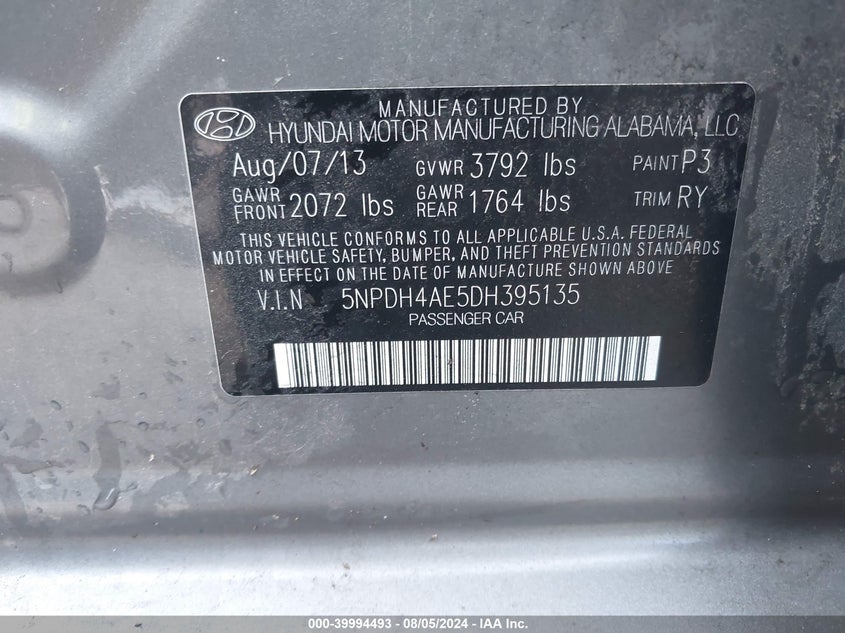 MANUFACTURED BY
HYUNDAI MOTOR MANUFACTURING ALABAMA, LLC
Aug/07/13 GVWR 3792 lbs PAINT P3
GAWR FRONT 2072 lbs GAWR REAR 1764 lbs TRIM RY
THIS VEHICLE CONFORMS TO ALL APPLICABLE U.S.A. FEDERAL
MOTOR VEHICLE SAFETY, BUMPER, AND THEFT PREVENTION STANDARDS
IN EFFECT ON THE DATE OF MANUFACTURE SHOWN ABOVE
V.I.N 5NPDH4AE5DH395135
PASSENGER CAR
000-39994493 - 08/05/2024 - IAA Inc.